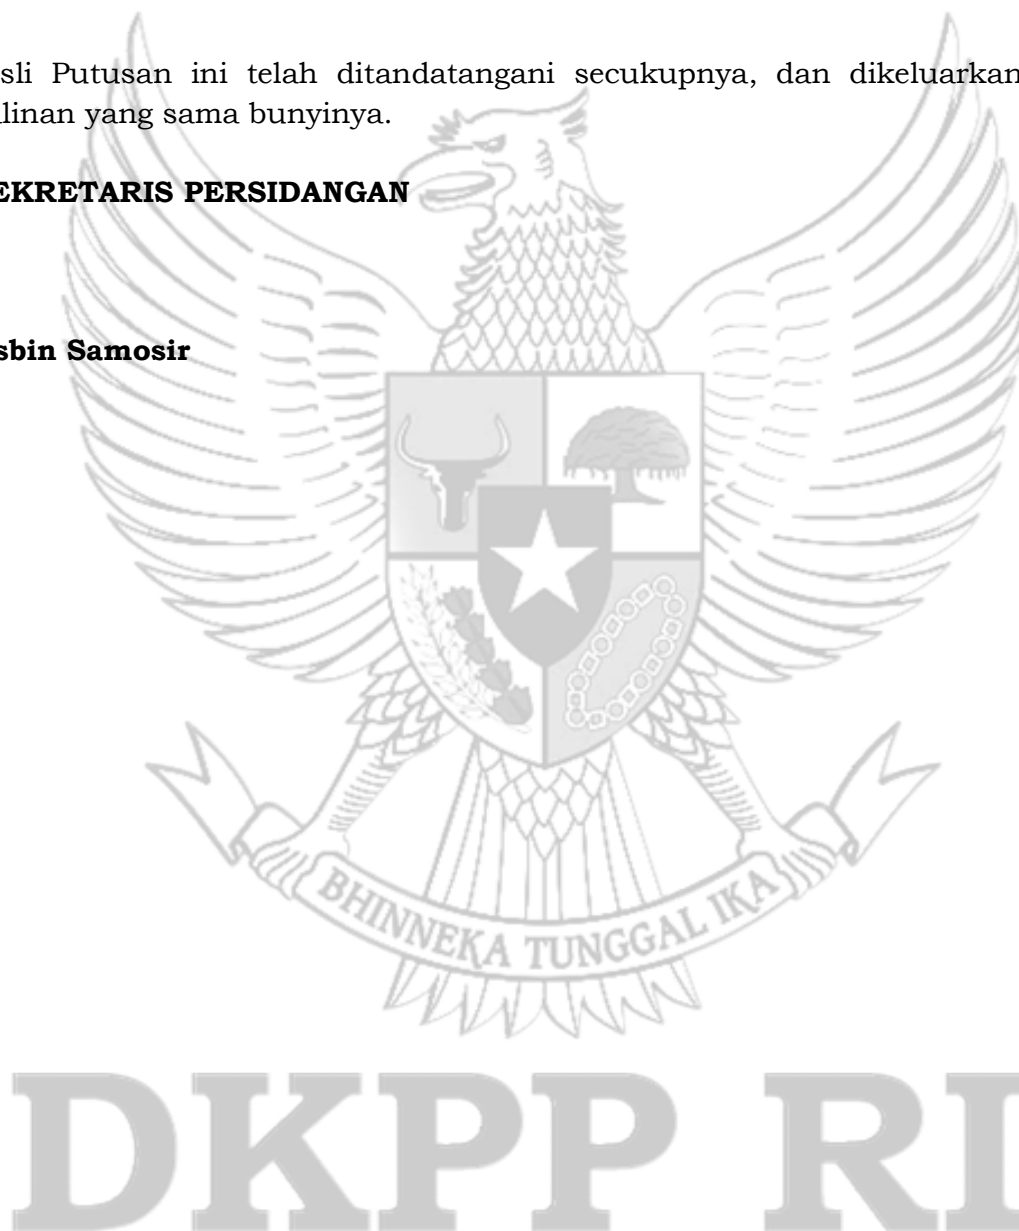 sli Putusan ini telah ditandatangani secukupnya, dan dikeluarkan
linan yang sama bunyinya.
EKRETARIS PERSIDANGAN
sbin Samosir
BHINNEKA TUNGGAL IKA
DKPP RI